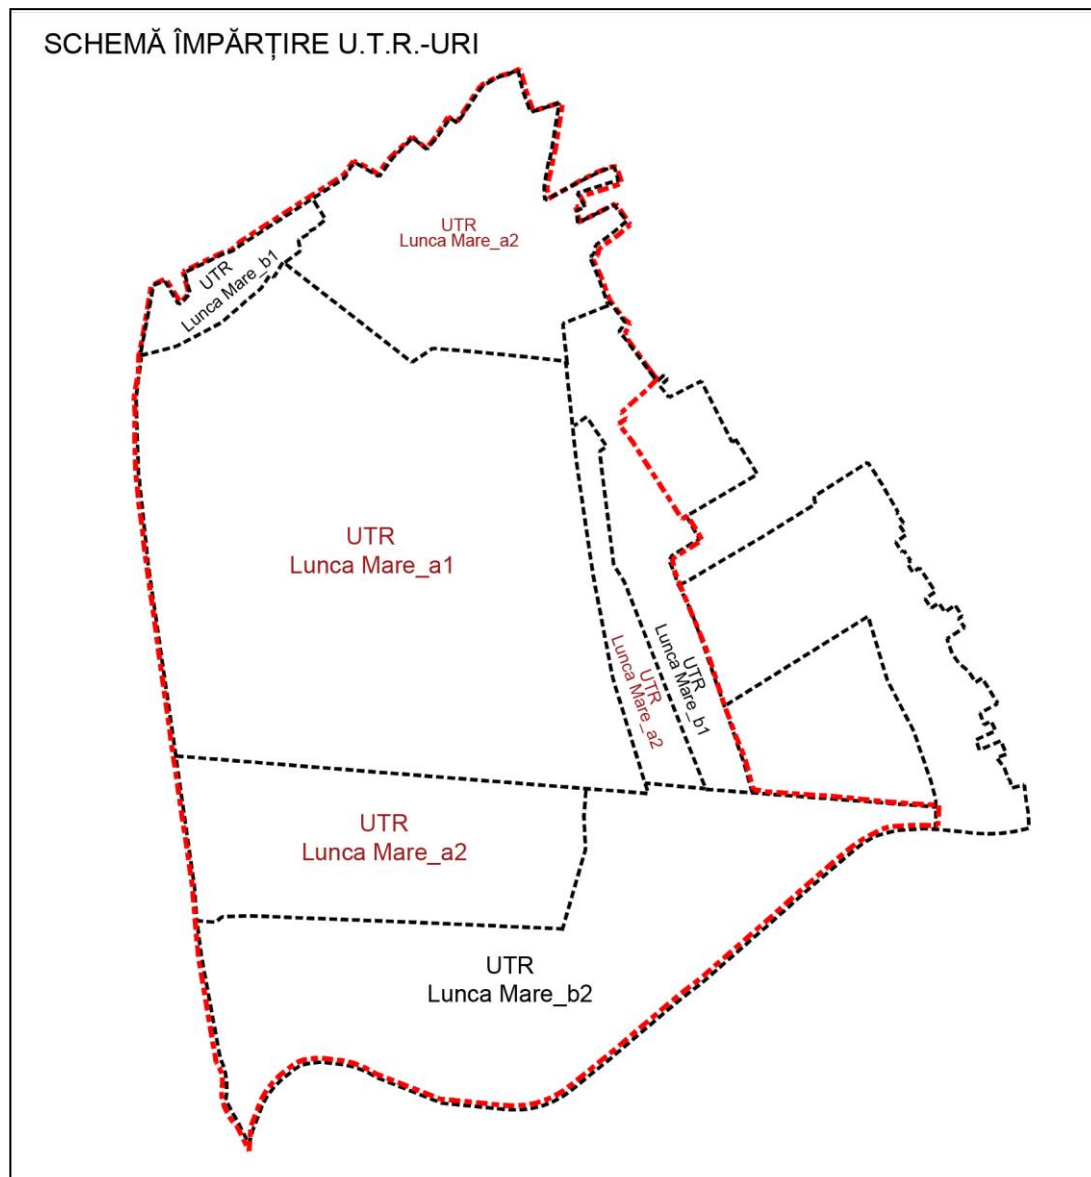 SCHEMĂ ÎMPĂRȚIRE U.T.R.-URI
UTR
Lunca Mare_a2
UTR
Lunca Mare_b1
UTR
Lunca Mare_a1
UTR
Lunca Mare_a2
UTR
Lunca Mare_b1
UTR
Lunca Mare_a2
UTR
Lunca Mare_b2